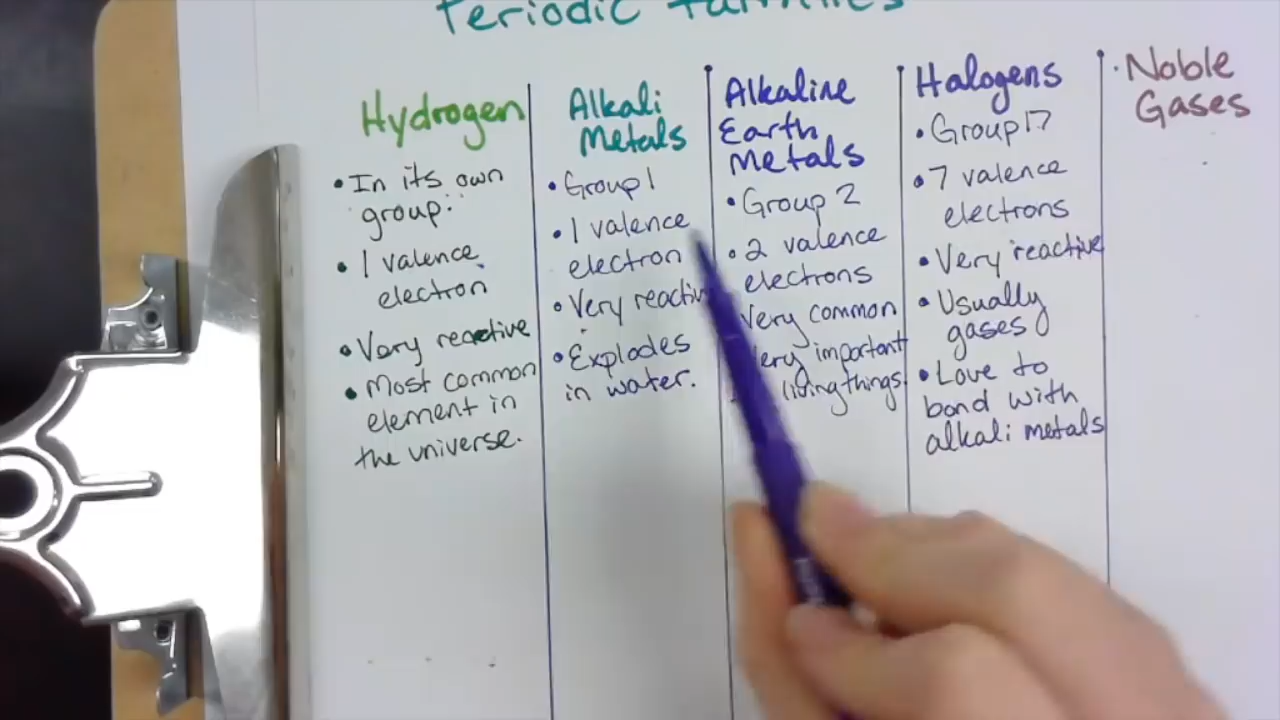 Periodic Families
Hydrogen
• In its own
group:
• 1 valence
electron
• Very reactive
• Most common
element in
the universe.
Alkali
Metals
• Group 1
• 1 valence
electron
• Very reactiv
• Explodes
in water.
Alkaline
Earth
Metals
• Group 2
• 2 valence
electrons
Very common
Very important
living things
Halogens
• Group 17
• 7 valence
electrons
• Very reactive
• Usually
gases
• Love to
bond with
alkali metals
• Noble
Gases